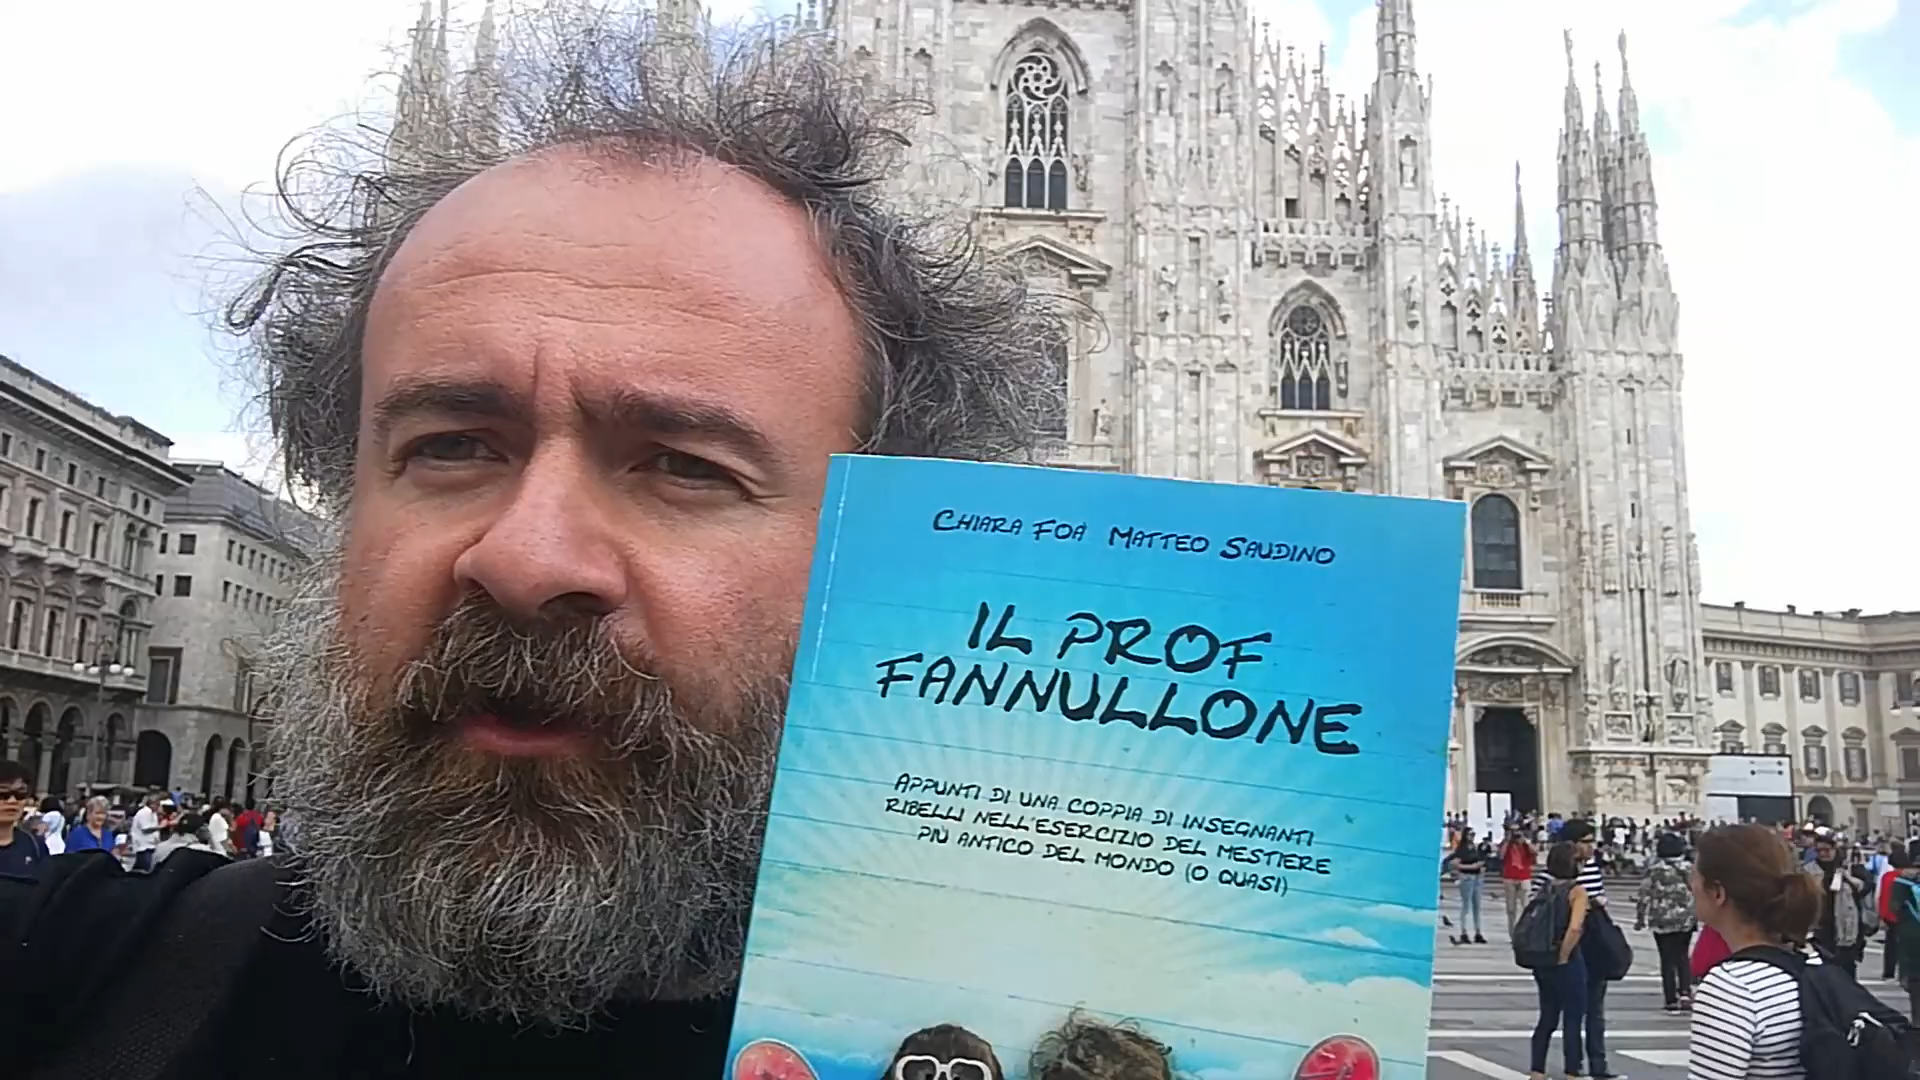 CHIARA FOÀ MATTEO SAUDINO
IL PROF
FANNULLONE
APPUNTI DI UNA COPPIA DI INSEGNANTI
RIBELLI NELL'ESERCIZIO DEL MESTIERE
PIÙ ANTICO DEL MONDO (O QUASI)